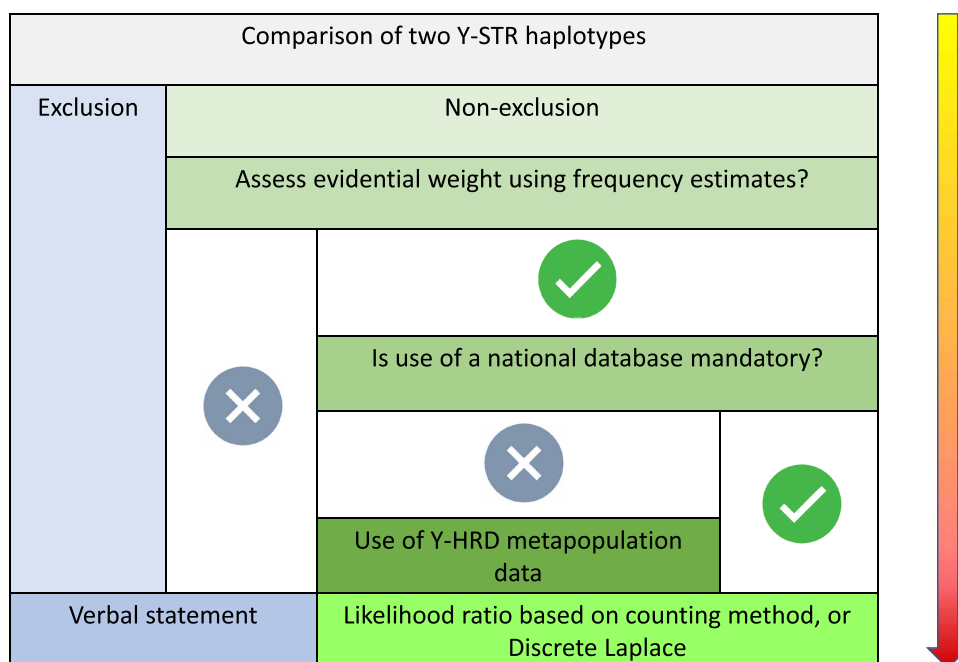 Comparison of two Y-STR haplotypes
Exclusion
Non-exclusion
Assess evidential weight using frequency estimates?
Is use of a national database mandatory?
Use of Y-HRD metapopulation
data
Verbal statement
Likelihood ratio based on counting method, or
Discrete Laplace